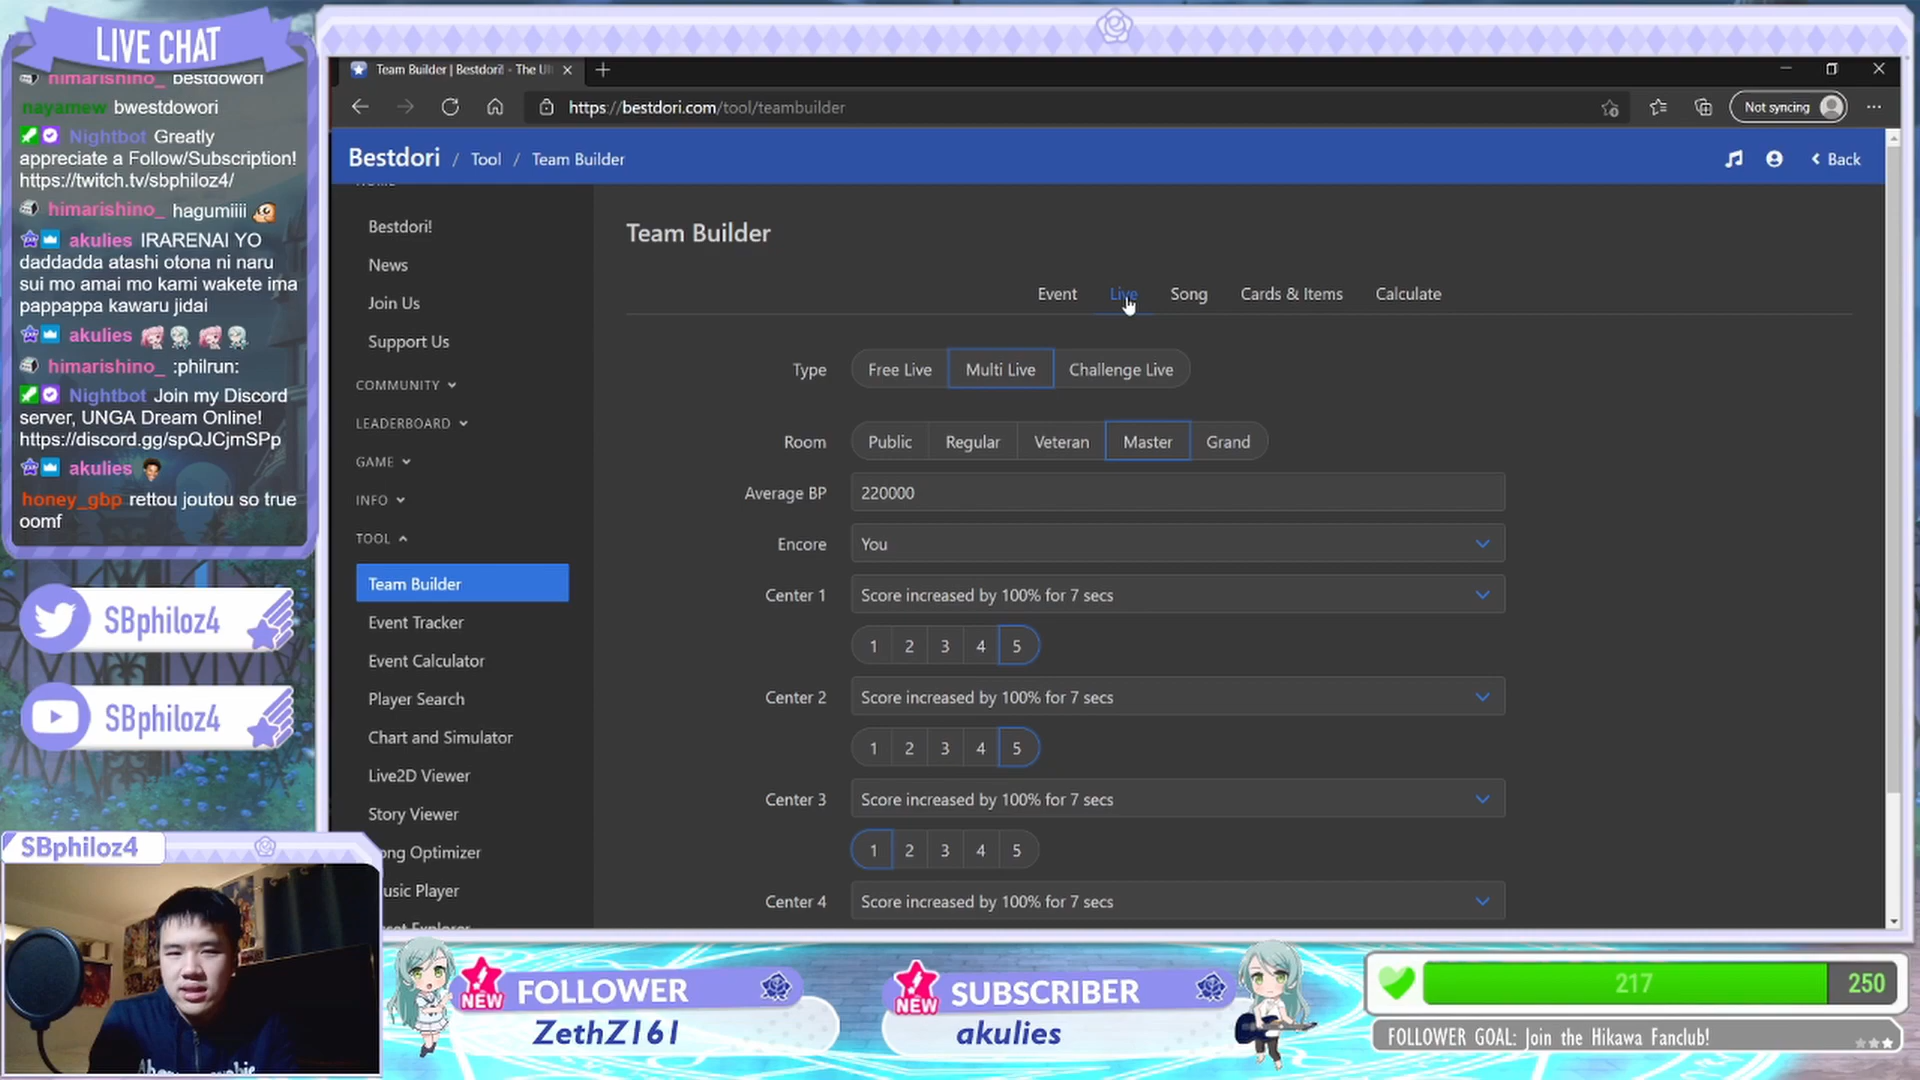 LIVE CHAT
himarishino_ bestdowori
nayamew bwestdowori
Nightbot Greatly
appreciate a Follow/Subscription!
https://twitch.tv/sbphiloz4/
himarishino_ hagumiiii
akulies IRARENAI YO
daddadda atashi otona ni naru
sui mo amai mo kami wakete ima
pappappa kawaru jidai
akulies
himarishino_ :philrun:
Nightbot Join my Discord
server, UNGA Dream Online!
https://discord.gg/spQJCjmSPp
akulies
honey_gbp rettou joutou so true
oomf
SBphiloz4
SBphiloz4
SBphiloz4
Team Builder | Bestdori! - The Ul
https://bestdori.com/tool/teambuilder
Not syncing
Bestdori / Tool / Team Builder
Back
Bestdori!
News
Join Us
Support Us
COMMUNITY
LEADERBOARD
GAME
INFO
TOOL
Team Builder
Event Tracker
Event Calculator
Player Search
Chart and Simulator
Live2D Viewer
Story Viewer
ong Optimizer
usic Player
Team Builder
Event Live Song Cards & Items Calculate
Type Free Live Multi Live Challenge Live
Room Public Regular Veteran Master Grand
Average BP 220000
Encore You
Center 1 Score increased by 100% for 7 secs
1 2 3 4 5
Center 2 Score increased by 100% for 7 secs
1 2 3 4 5
Center 3 Score increased by 100% for 7 secs
1 2 3 4 5
Center 4 Score increased by 100% for 7 secs
NEW FOLLOWER
ZethZ161
NEW SUBSCRIBER
akulies
217 250
FOLLOWER GOAL: Join the Hikawa Fanclub!